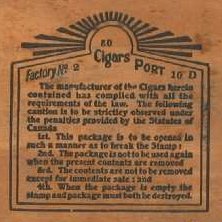 50
Cigars
Factory No 2 PORT 10 D
The manufacturer of the Cigars herein
contained has complied with all the
requirements of the law. The following
caution is to be strictly observed under
the penalties provided by the Statutes of
Canada
1st. This package is to be opened in
such a manner as to break the Stamp:
2nd. The package is not to be used again
when the present contents are removed
3rd. The contents are not to be removed
except for immediate sale: and
4th. When the package is empty the
stamp and package must both be destroyed.